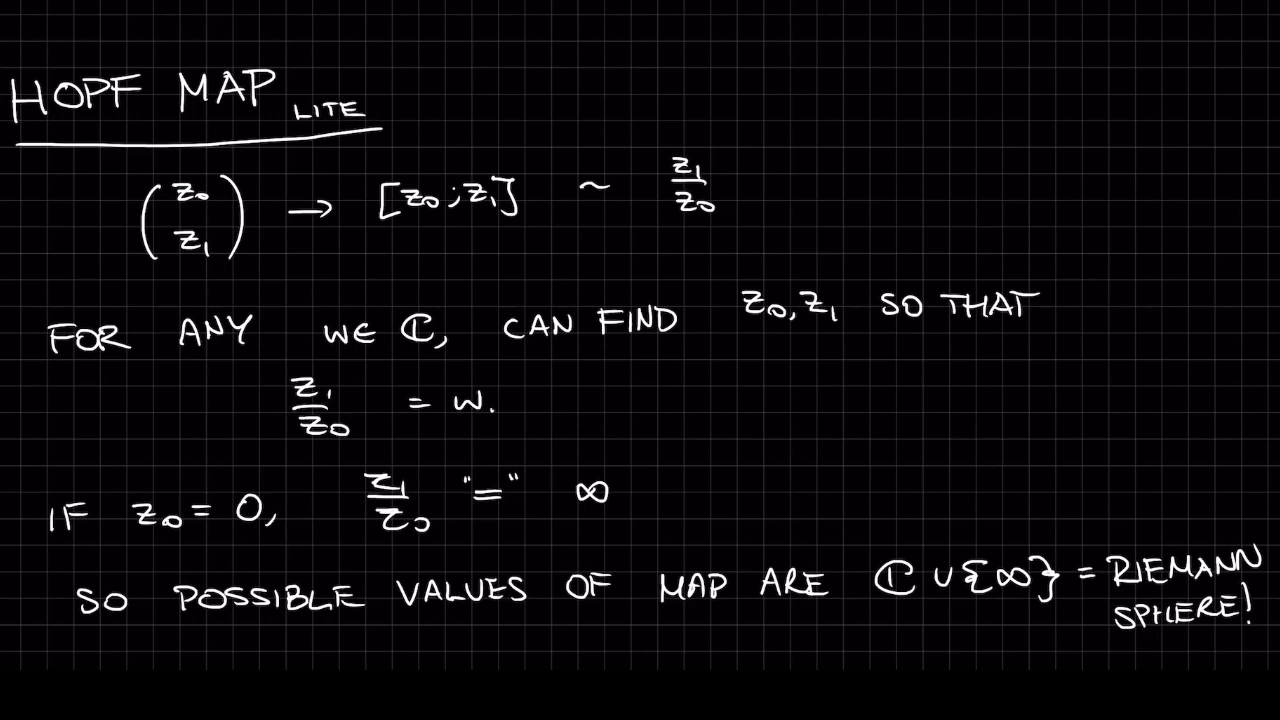 HOPF MAP LITE
(z₀ z₁) → [z₀ ; z₁] ~ z₁/z₀
FOR ANY W ∈ ℂ, CAN FIND z₀, z₁ SO THAT
z₁/z₀ = w.
IF z₀ = 0, z₁/z₀ "=" ∞
SO POSSIBLE VALUES OF MAP ARE ℂ ∪ {∞} = RIEMANN
SPHERE!